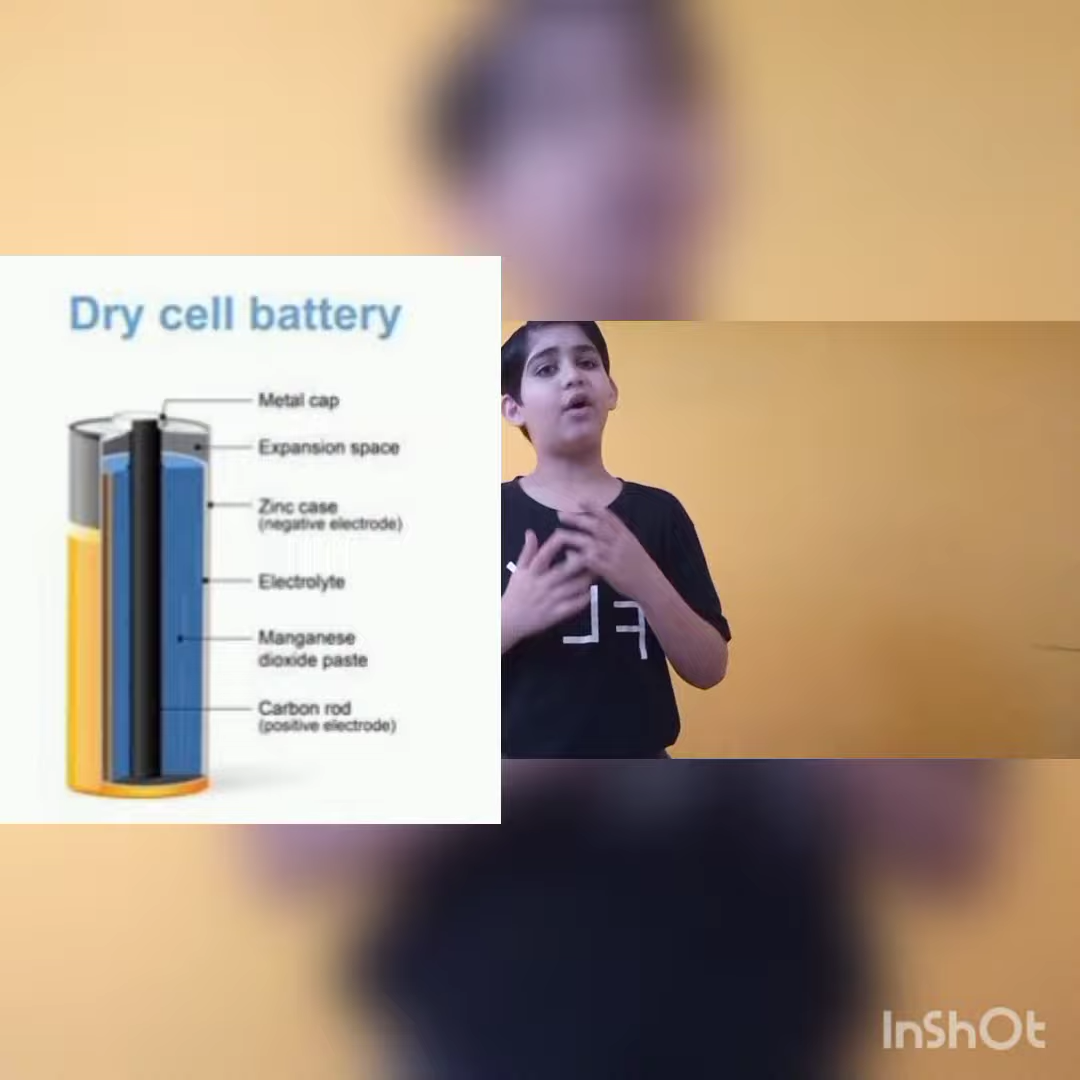 Dry cell battery
Metal cap
Expansion space
Zinc case
(negative electrode)
Electrolyte
Manganese
dioxide paste
Carbon rod
(positive electrode)
InShOt